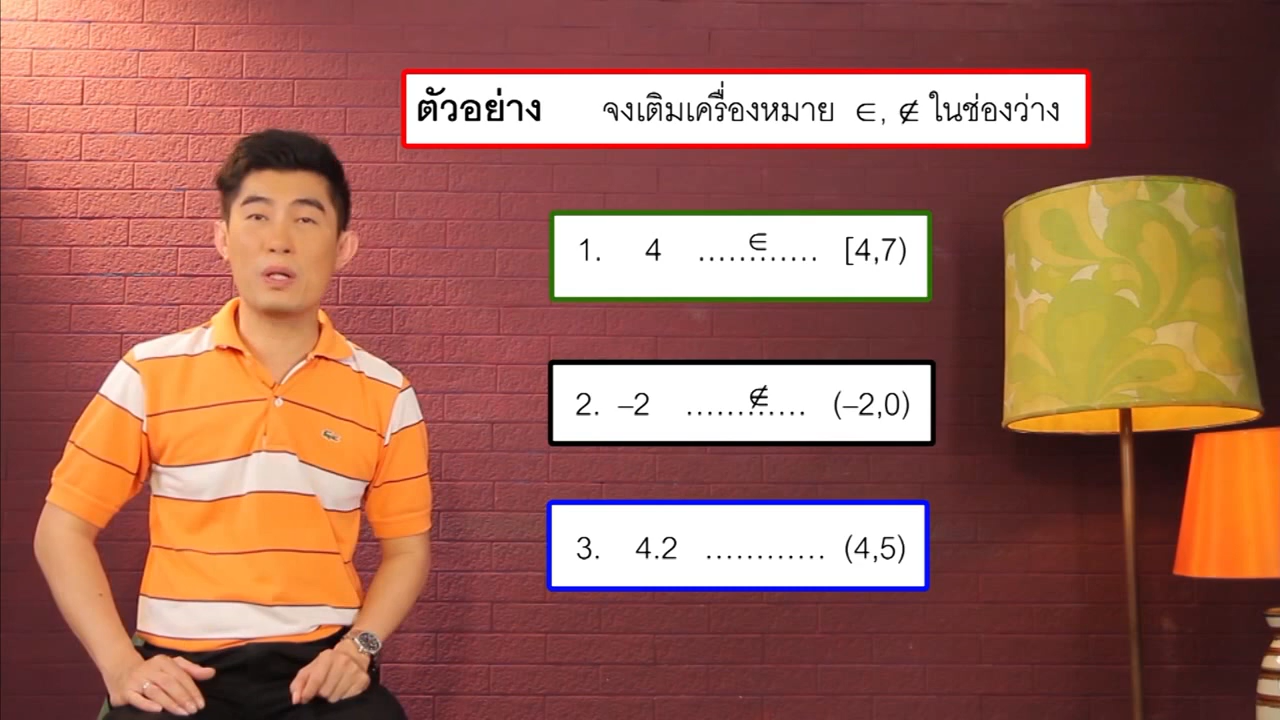 ตัวอย่าง จงเติมเครื่องหมาย ∈, ∉ ในช่องว่าง
1. 4 .....∈..... [4,7)
2. –2 .....∉..... (–2,0)
3. 4.2 ............ (4,5)